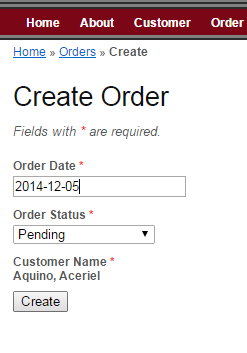 Home About Customer Order
Home » Orders » Create
Create Order
Fields with * are required.
Order Date *
2014-12-05
Order Status *
Pending
Customer Name *
Aquino, Aceriel
Create